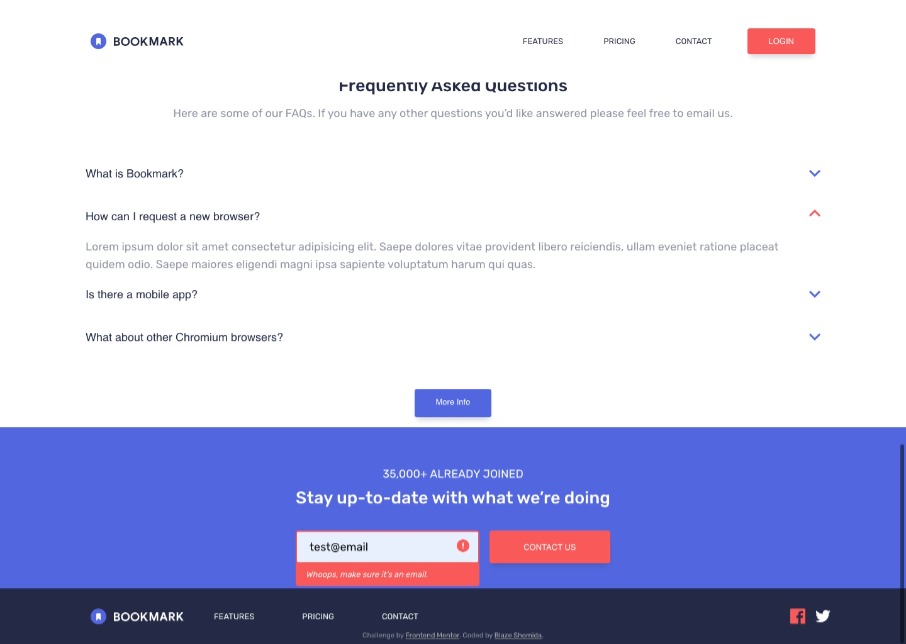 BOOKMARK
FEATURES
PRICING
CONTACT
LOGIN
Frequently Asked Questions
Here are some of our FAQs. If you have any other questions you'd like answered please feel free to email us.
What is Bookmark?
How can I request a new browser?
Lorem ipsum dolor sit amet consectetur adipisicing elit. Saepe dolores vitae provident libero reiciendis, ullam eveniet ratione placeat
quidem odio. Saepe maiores eligendi magni ipsa sapiente voluptatum harum qui quas.
Is there a mobile app?
What about other Chromium browsers?
More Info
35,000+ ALREADY JOINED
Stay up-to-date with what we're doing
test@email
!
CONTACT US
Whoops, make sure it's an email.
BOOKMARK
FEATURES
PRICING
CONTACT
Challenge by Frontend Mentor. Coded by Blaze Shomida.